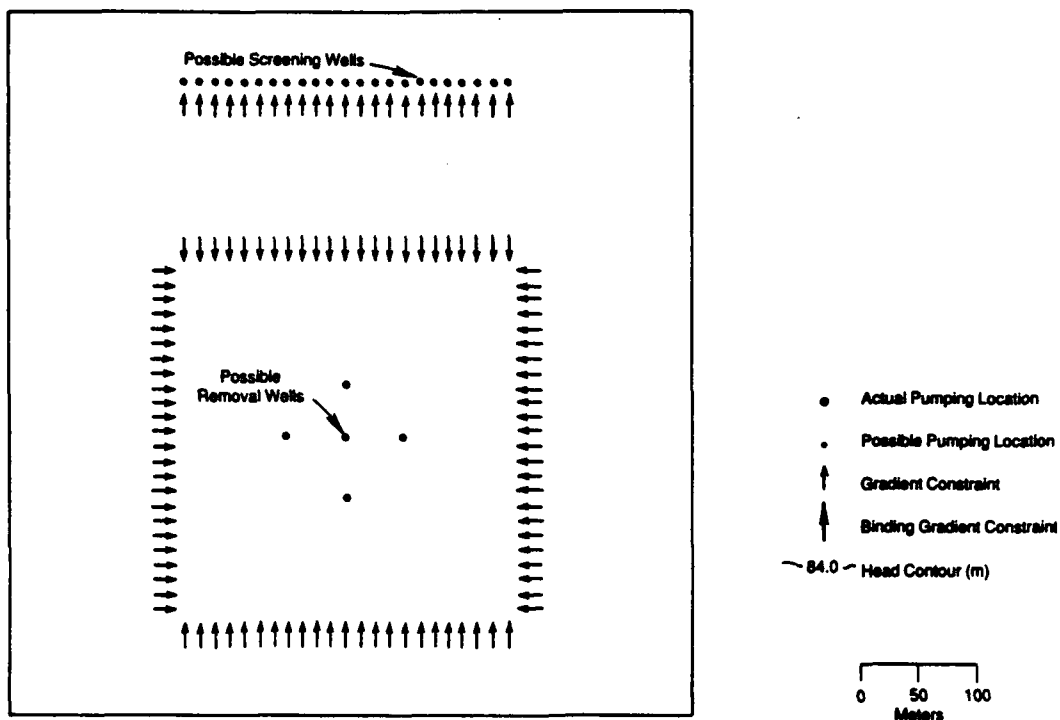 Possible Screening Wells
Possible
Removal Wells
Actual Pumping Location
Possible Pumping Location
Gradient Constraint
Binding Gradient Constraint
84.0 Head Contour (m)
0 50 100
Meters